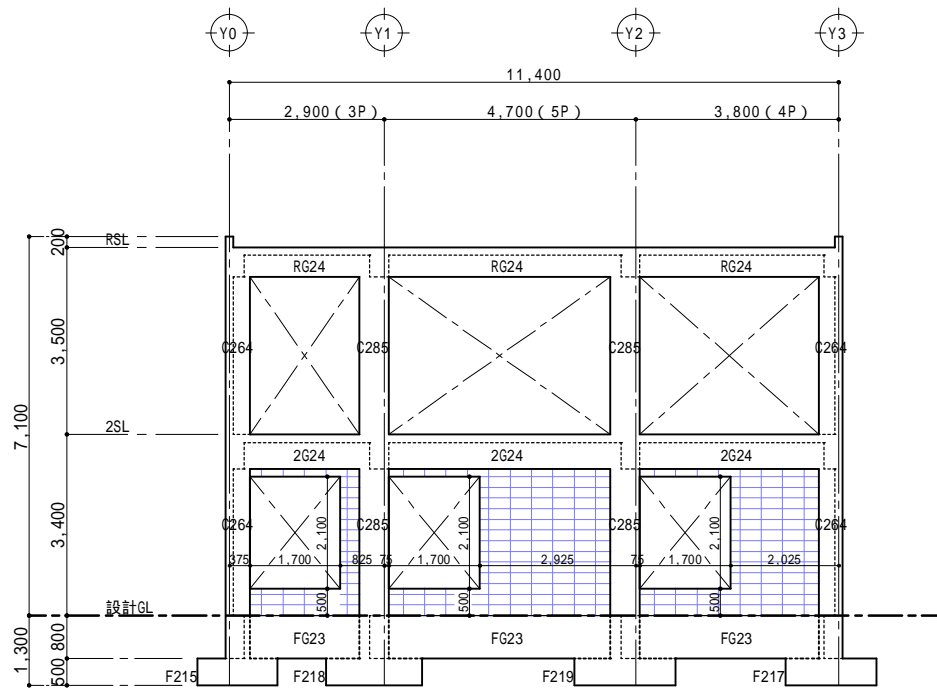 Y0 Y1 Y2 Y3
11,400
2,900(3P) 4,700(5P) 3,800(4P)
200 RSL
RG24 RG24 RG24
3,500
C264 C285 C285 C264
7,100
2SL
2G24 2G24 2G24
3,400
C264 C285 C285 C264
2,100 2,100 2,100
375 1,700 825 75 1,700 2,925 75 1,700 2,025
500 500 500
設計GL
1,300 800
FG23 FG23 FG23
500
F215 F218 F219 F217